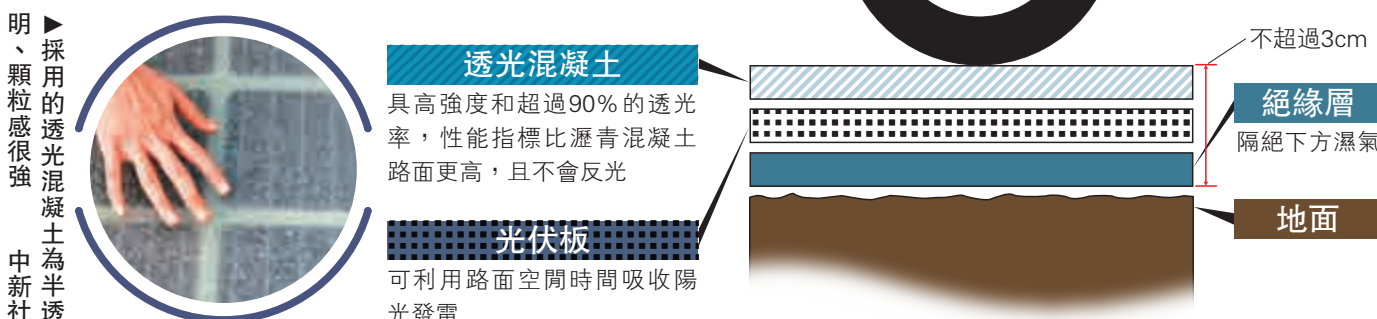 ▶採用的透光混凝土為半透
明、顆粒感很強 中新社
透光混凝土
具高強度和超過90%的透光
率，性能指標比瀝青混凝土
路面更高，且不會反光
光伏板
可利用路面空閒時間吸收陽
光發電
不超過3cm
絕緣層
隔絕下方濕氣
地面